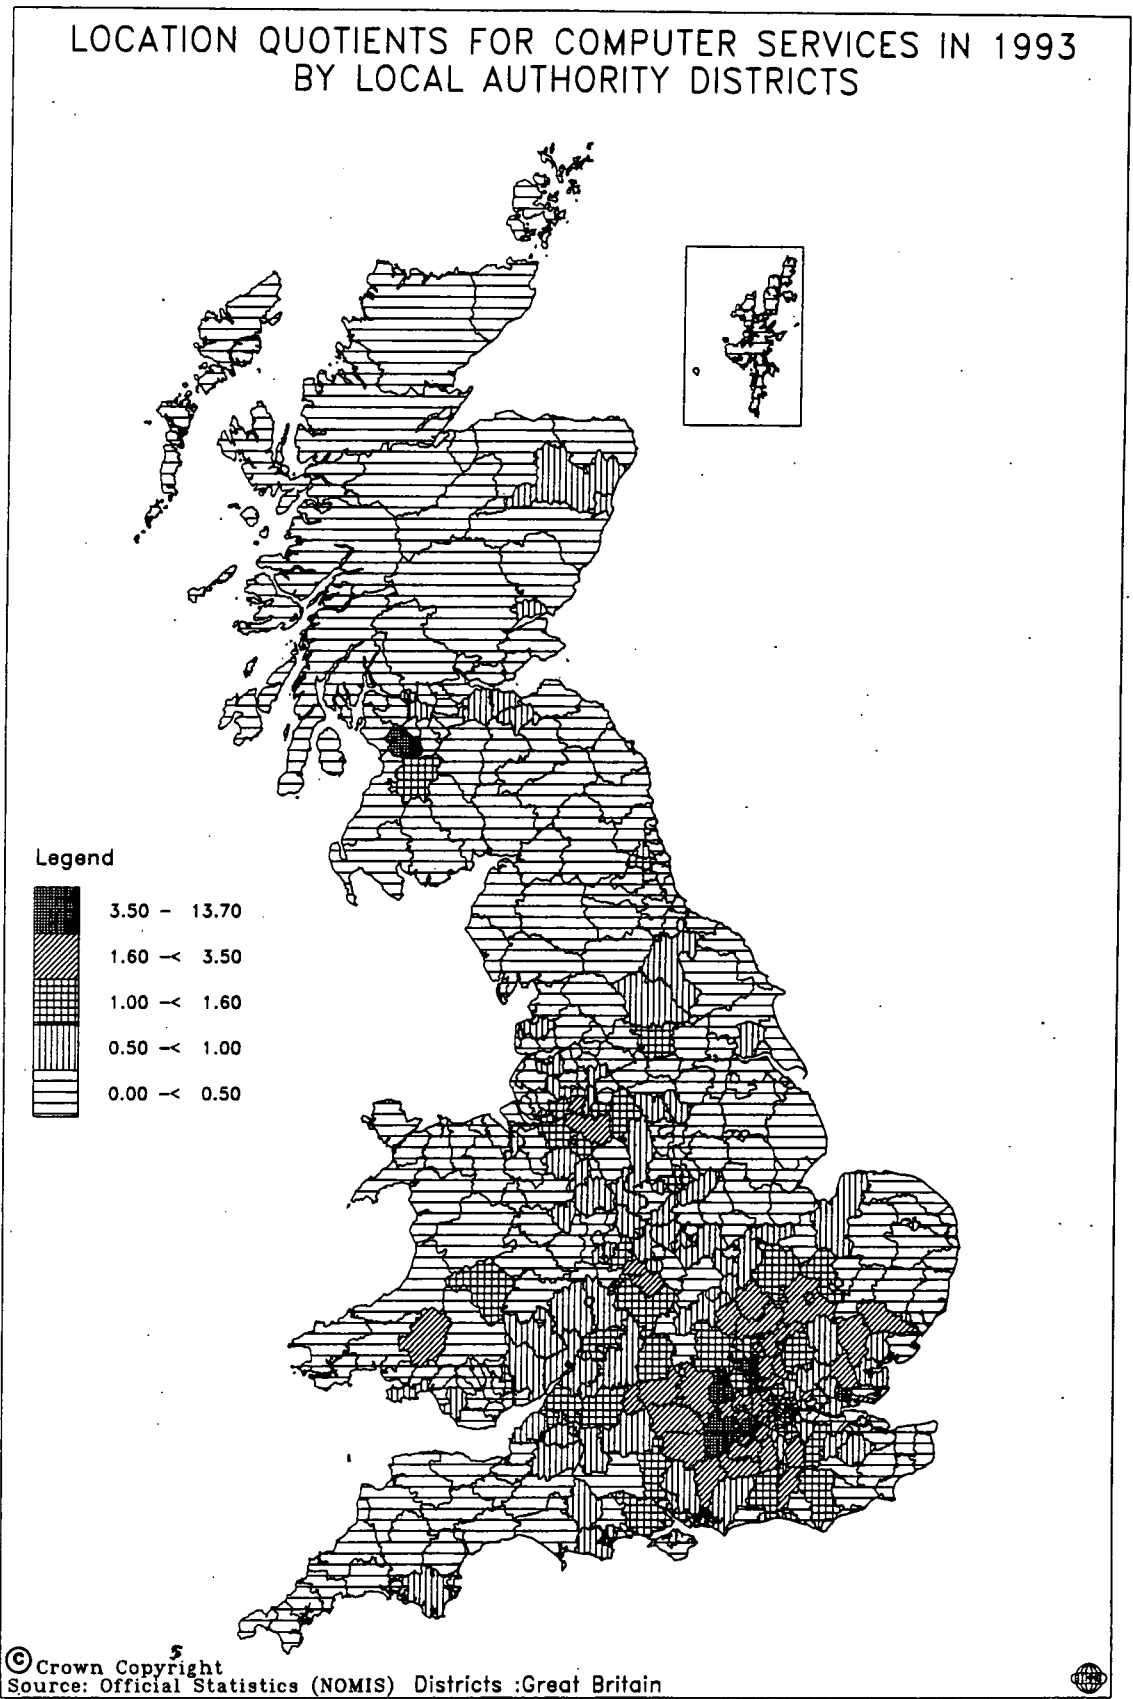 LOCATION QUOTIENTS FOR COMPUTER SERVICES IN 1993
BY LOCAL AUTHORITY DISTRICTS
Legend
3.50 - 13.70
1.60 -< 3.50
1.00 -< 1.60
0.50 -< 1.00
0.00 -< 0.50
© Crown Copyright
Source: Official Statistics (NOMIS) Districts :Great Britain